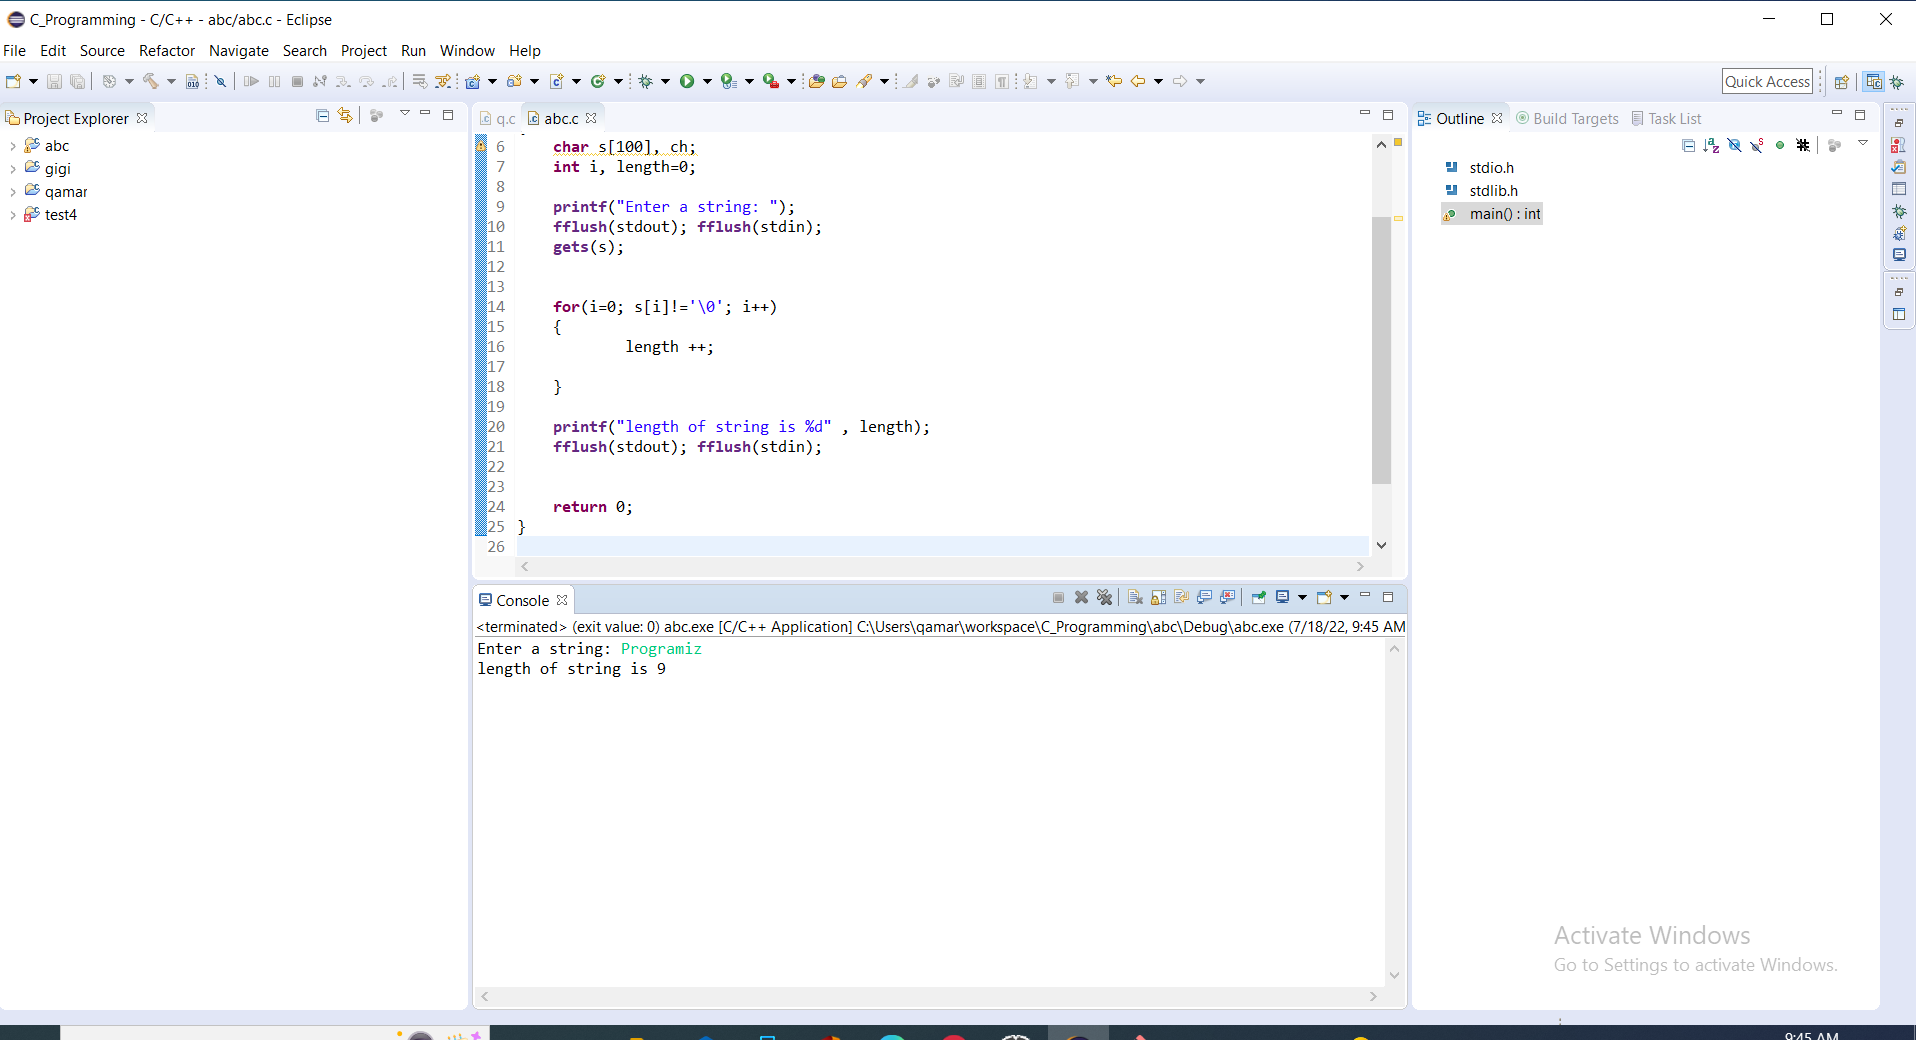 C_Programming - C/C++ - abc/abc.c - Eclipse
File Edit Source Refactor Navigate Search Project Run Window Help
Quick Access
Project Explorer
abc
gigi
qamar
test4
q.c abc.c
6 char s[100], ch;
7 int i, length=0;
8
9 printf("Enter a string: ");
10 fflush(stdout); fflush(stdin);
11 gets(s);
12
13
14 for(i=0; s[i]!='\0'; i++)
15 {
16 length ++;
17
18 }
19
20 printf("length of string is %d" , length);
21 fflush(stdout); fflush(stdin);
22
23
24 return 0;
25 }
26
Console
<terminated> (exit value: 0) abc.exe [C/C++ Application] C:\Users\qamar\workspace\C_Programming\abc\Debug\abc.exe (7/18/22, 9:45 AM
Enter a string: Programiz
length of string is 9
Outline Build Targets Task List
stdio.h
stdlib.h
main() : int
Activate Windows
Go to Settings to activate Windows.
9:45 AM